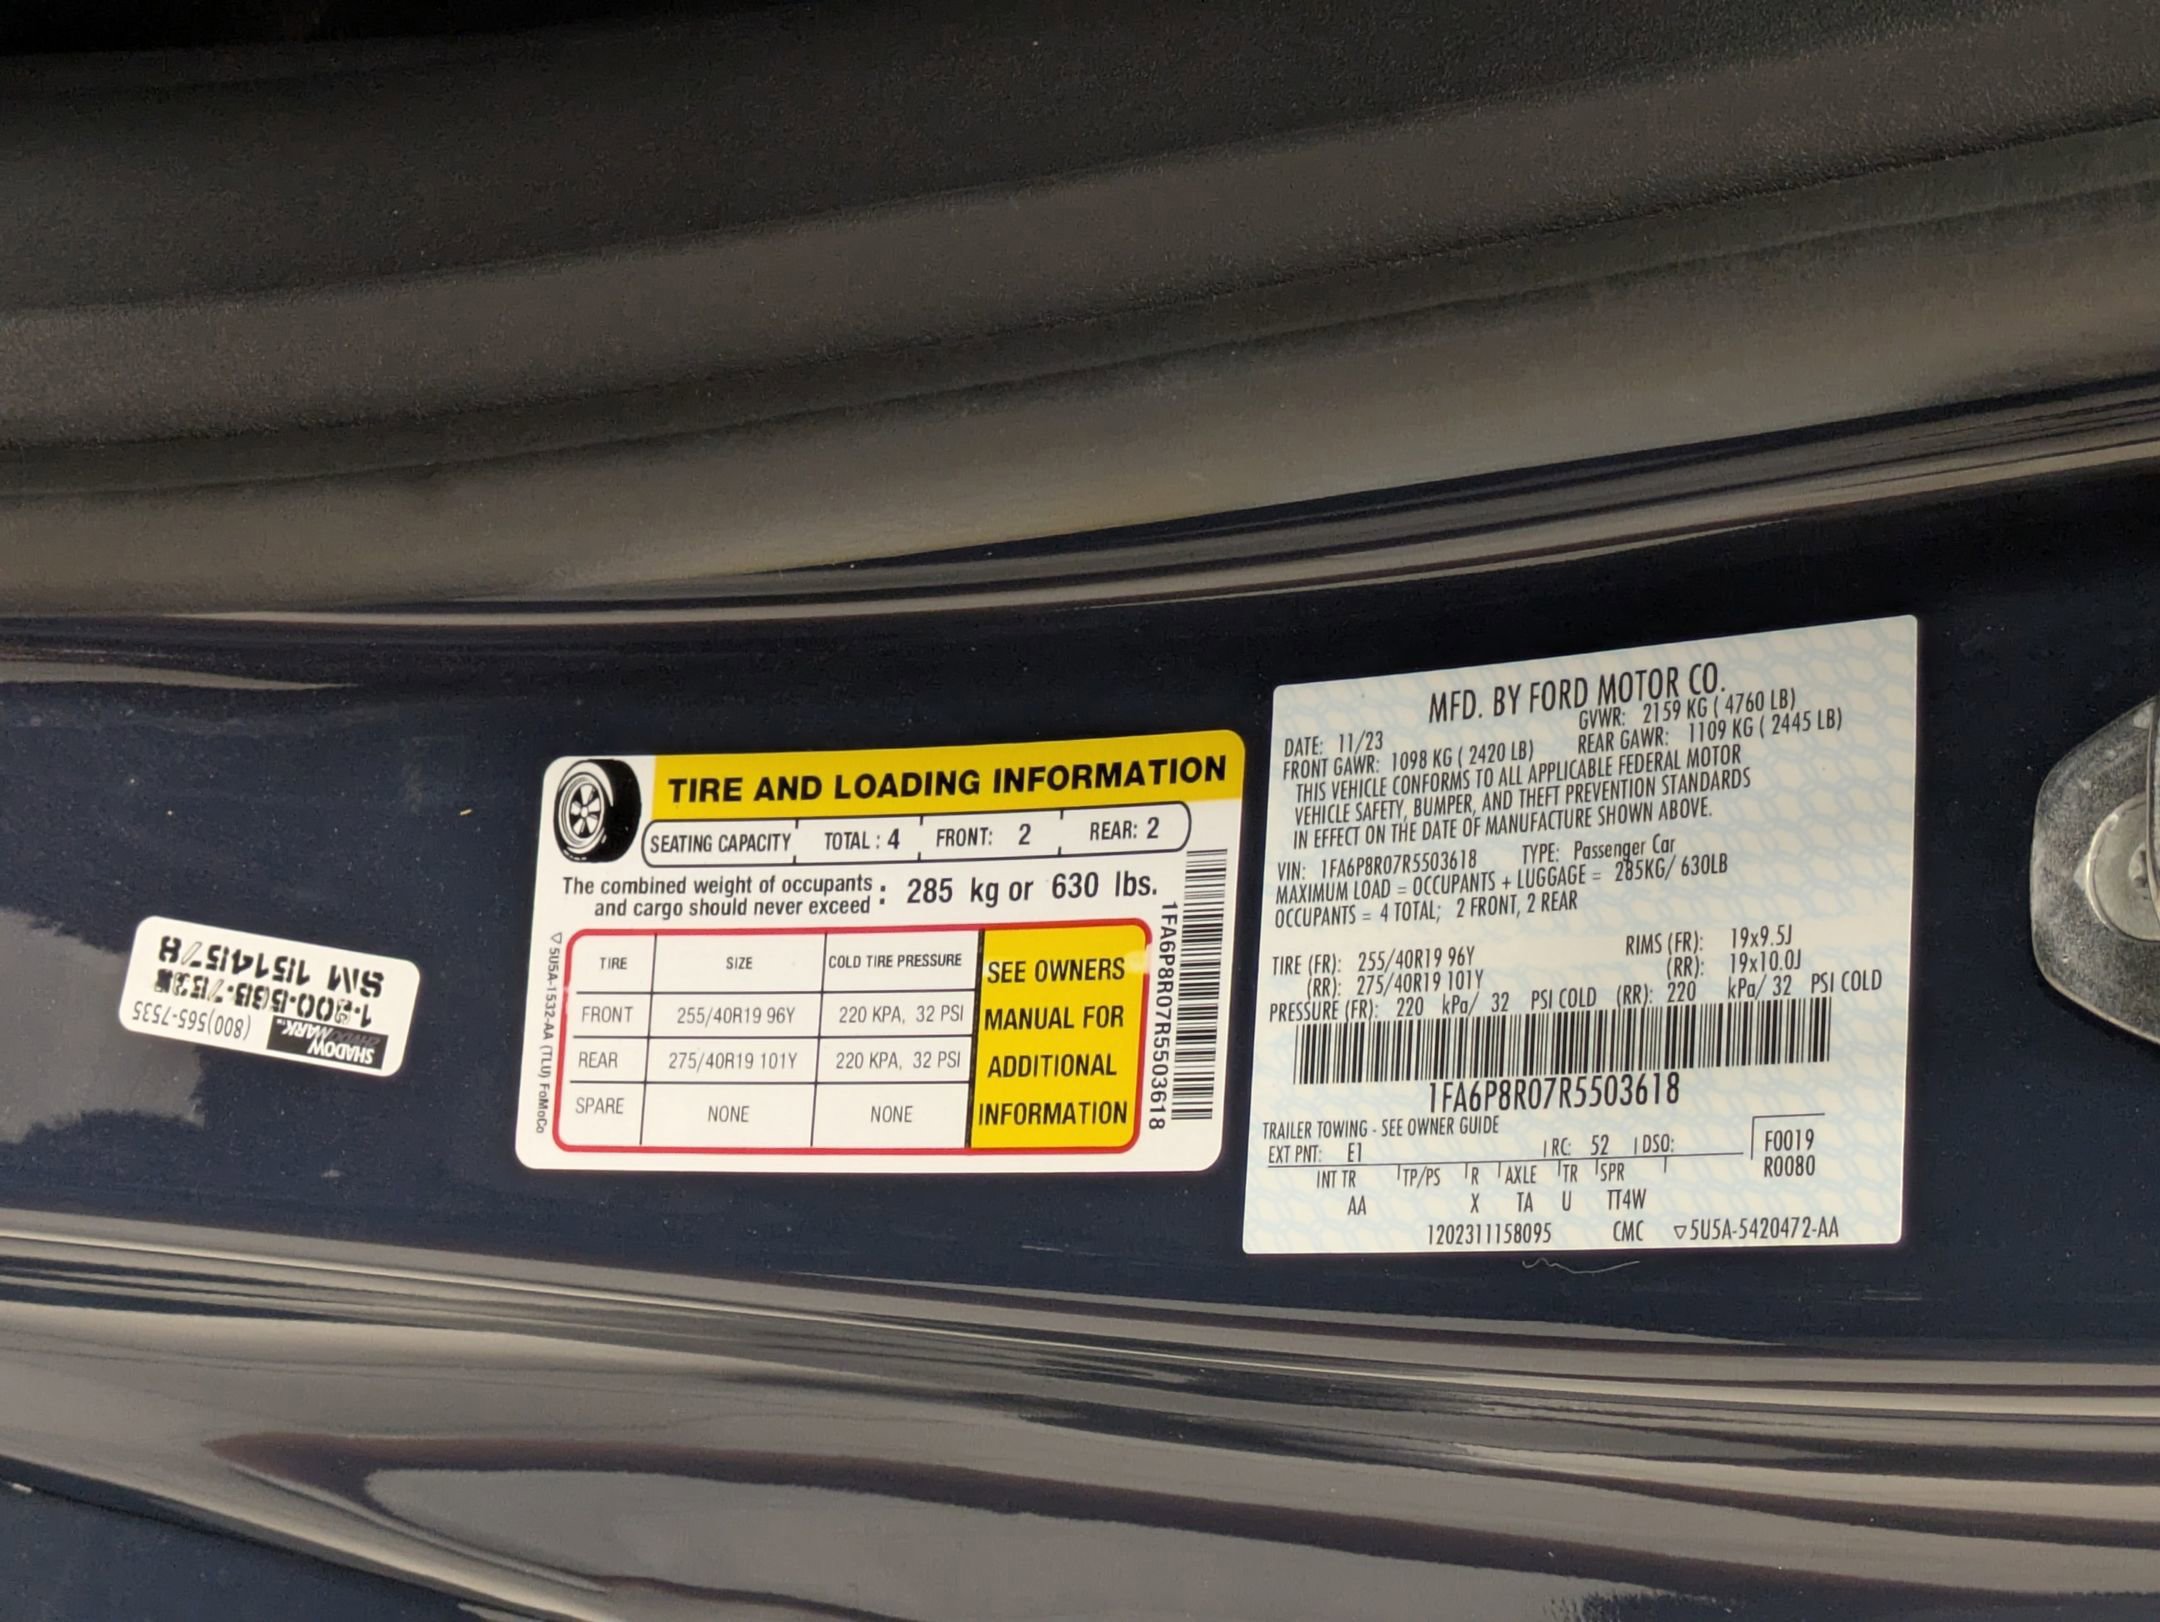 SHADOW
MARK
(800)565-7535
SM 151457H
TIRE AND LOADING INFORMATION
SEATING CAPACITY TOTAL : 4 FRONT: 2 REAR: 2
The combined weight of occupants
and cargo should never exceed : 285 kg or 630 lbs.
TIRE SIZE COLD TIRE PRESSURE
FRONT 255/40R19 96Y 220 KPA, 32 PSI
REAR 275/40R19 101Y 220 KPA, 32 PSI
SPARE NONE NONE
SEE OWNERS
MANUAL FOR
ADDITIONAL
INFORMATION
5U5A-1532-AA (TLU) FoMoCo
1FA6P8R07R5503618
MFD. BY FORD MOTOR CO.
DATE: 11/23 GVWR: 2159 KG ( 4760 LB)
FRONT GAWR: 1098 KG ( 2420 LB) REAR GAWR: 1109 KG ( 2445 LB)
THIS VEHICLE CONFORMS TO ALL APPLICABLE FEDERAL MOTOR
VEHICLE SAFETY, BUMPER, AND THEFT PREVENTION STANDARDS
IN EFFECT ON THE DATE OF MANUFACTURE SHOWN ABOVE.
VIN: 1FA6P8R07R5503618 TYPE: Passenger Car
MAXIMUM LOAD = OCCUPANTS + LUGGAGE = 285KG/ 630LB
OCCUPANTS = 4 TOTAL; 2 FRONT, 2 REAR
TIRE (FR): 255/40R19 96Y RIMS (FR): 19x9.5J
(RR): 275/40R19 101Y (RR): 19x10.0J
PRESSURE (FR): 220 kPa/ 32 PSI COLD (RR): 220 kPa/ 32 PSI COLD
1FA6P8R07R5503618
TRAILER TOWING - SEE OWNER GUIDE
EXT PNT: E1 RC: 52 DSO: F0019
R0080
INT TR TP/PS R AXLE TR SPR
AA X TA U TT4W
1202311158095 CMC 5U5A-5420472-AA